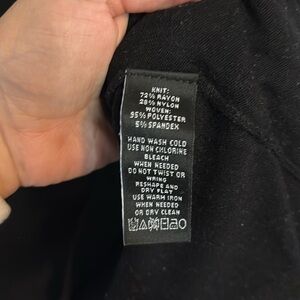 KNIT:
72% RAYON
28% NYLON
WOVEN:
95% POLYESTER
5% SPANDEX
HAND WASH COLD
USE NON CHLORINE
BLEACH
WHEN NEEDED
DO NOT TWIST OR
WRING
RESHAPE AND
DRY FLAT
USE WARM IRON
WHEN NEEDED
OR DRY CLEAN